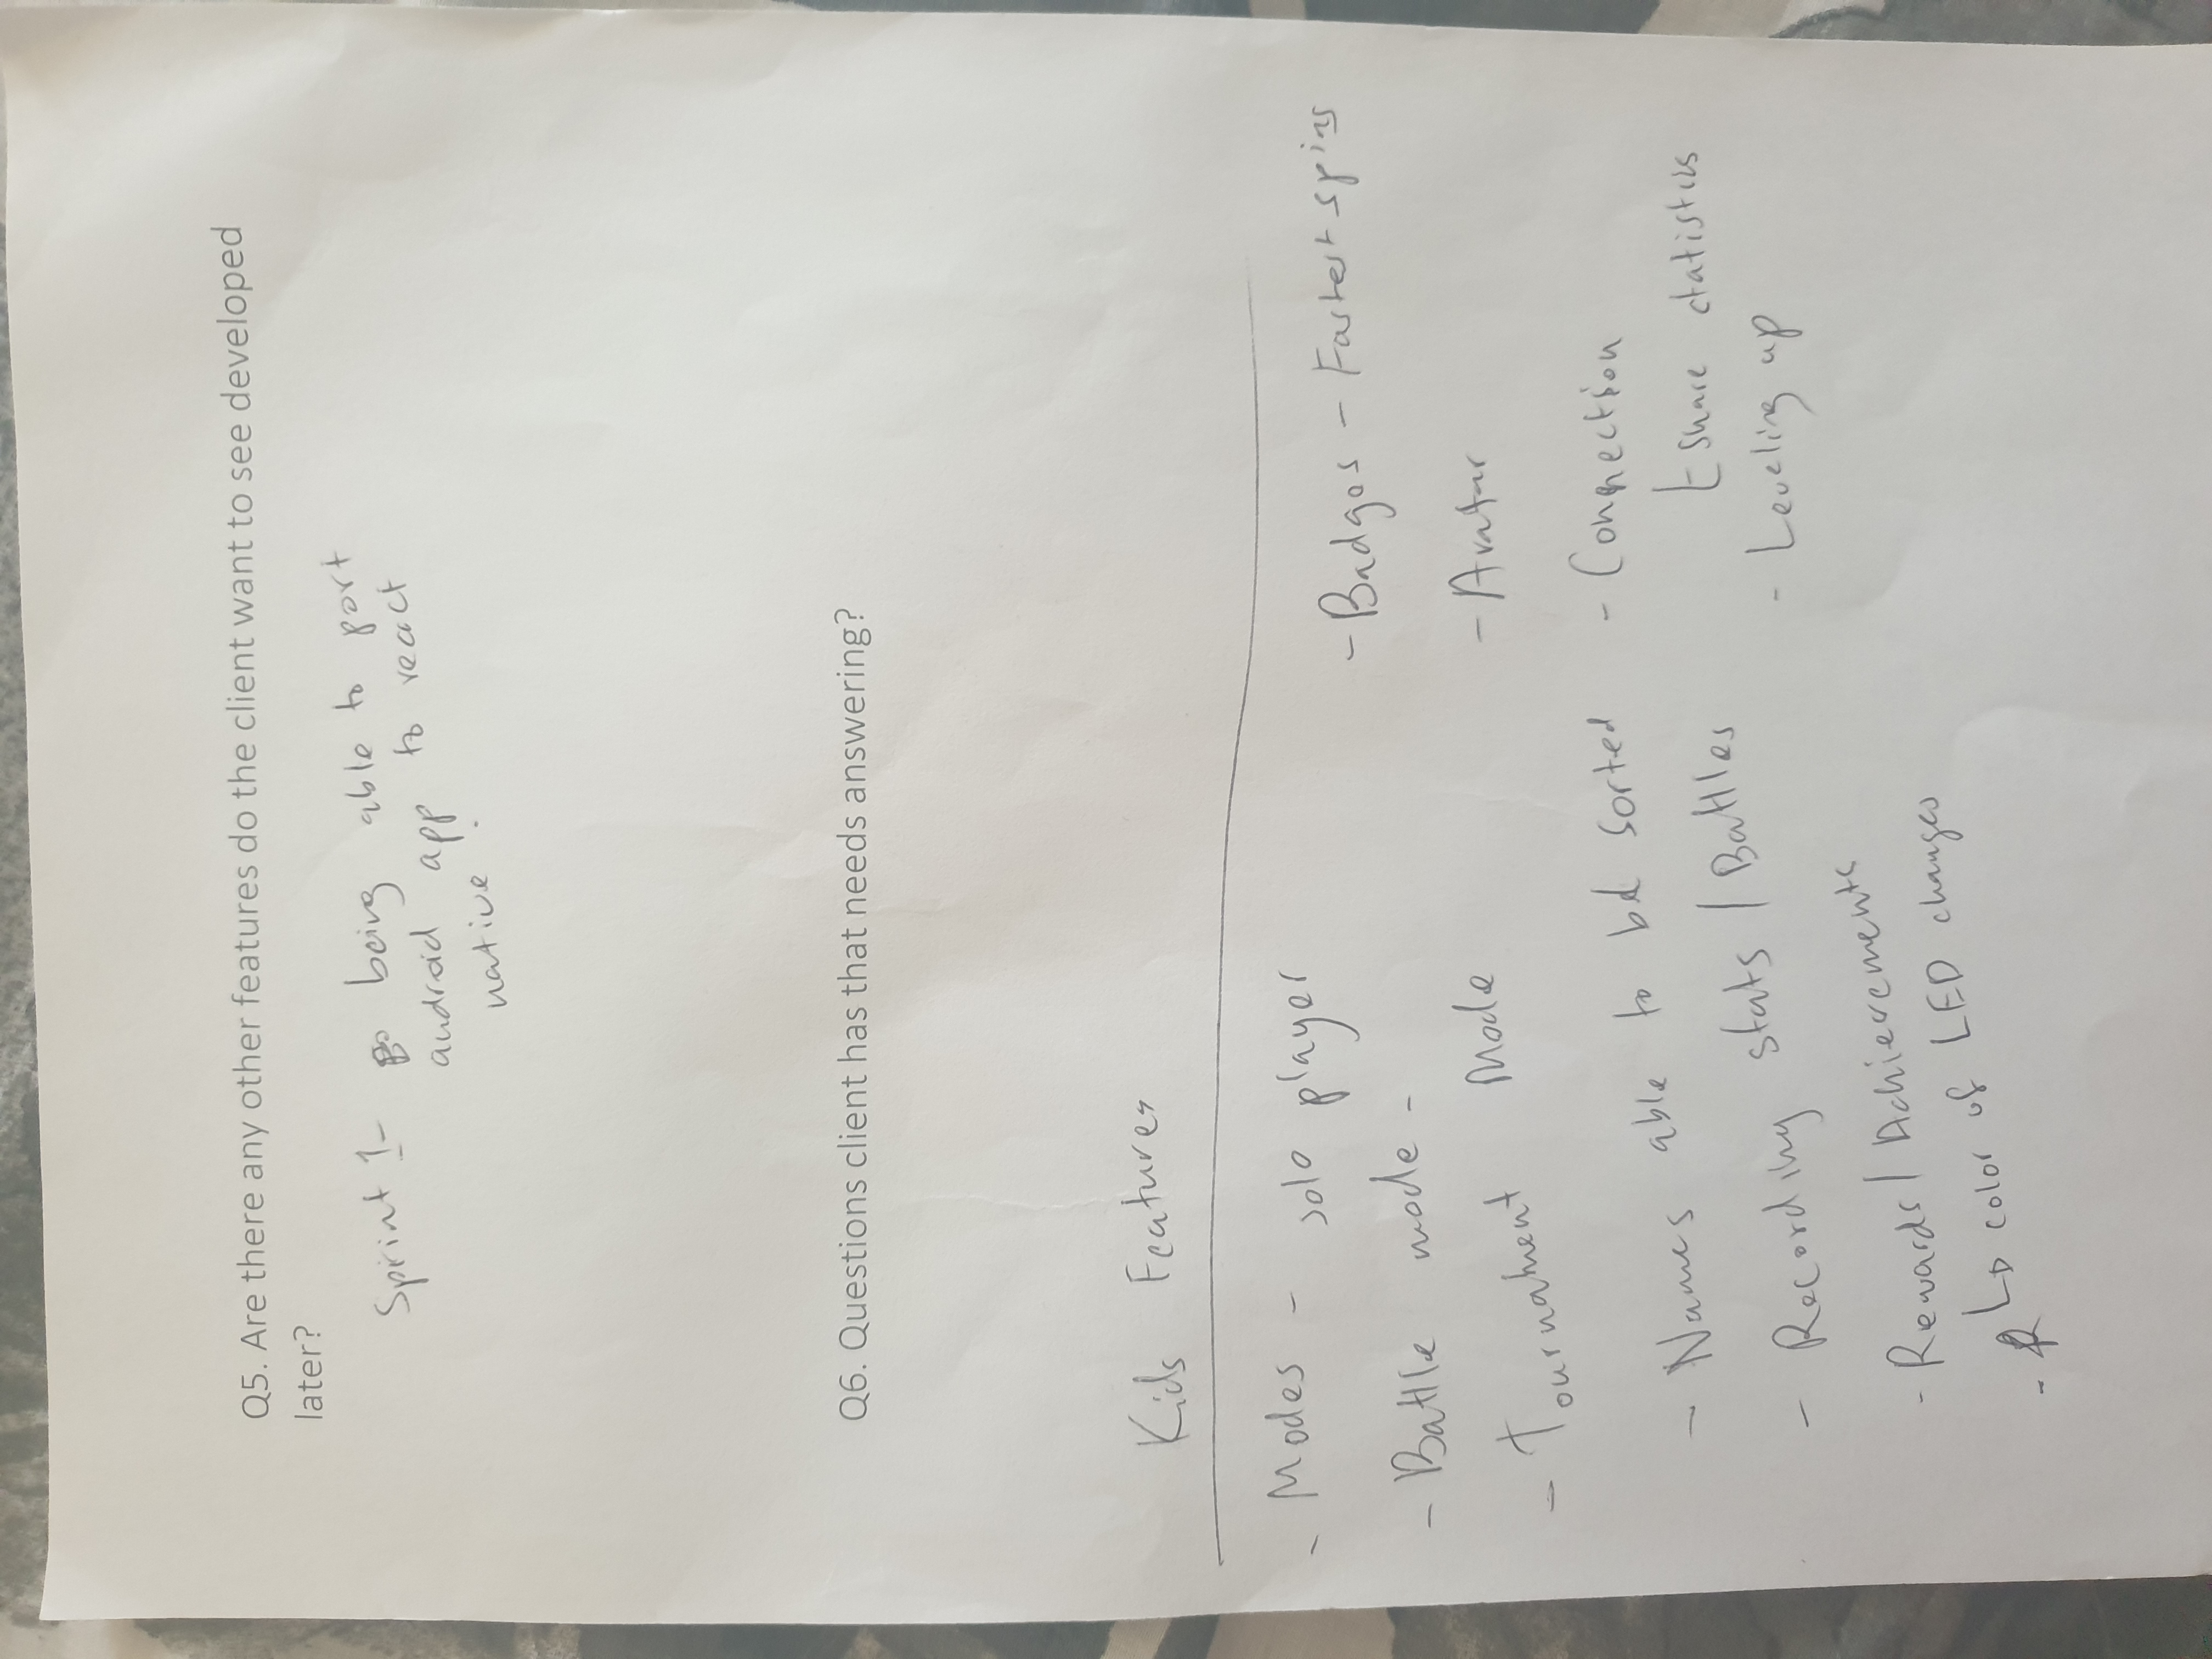 Q5. Are there any other features do the client want to see developed
later?
Sprint 1- being able to port
android app to react
native.
Q6. Questions client has that needs answering?
Kids Features
- Modes - solo player
- Battle mode -
- Tournament Mode
- Names able to be sorted
- Recording stats / Battles
- Rewards / Achievements
↳ color of LED changes
-
- Badges - Fastest spins
- Avatar
- Connection
share statistics
- Leveling up